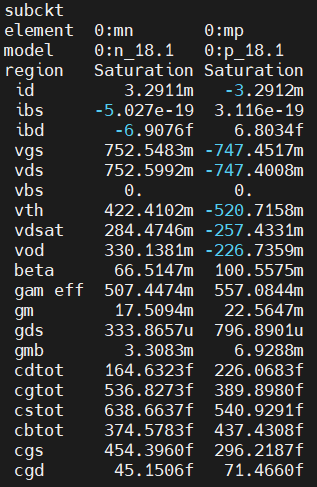 subckt
element  0:mn       0:mp
model    0:n_18.1   0:p_18.1
region   Saturation Saturation
 id         3.2911m   -3.2912m
 ibs     -5.027e-19  3.116e-19
 ibd       -6.9076f    6.8034f
 vgs      752.5483m -747.4517m
 vds      752.5992m -747.4008m
 vbs        0.         0.
 vth      422.4102m -520.7158m
 vdsat    284.4746m -257.4331m
 vod      330.1381m -226.7359m
 beta      66.5147m  100.5575m
 gam eff  507.4474m  557.0844m
 gm        17.5094m   22.5647m
 gds      333.8657u  796.8901u
 gmb        3.3083m    6.9288m
 cdtot    164.6323f  226.0683f
 cgtot    536.8273f  389.8980f
 cstot    638.6637f  540.9291f
 cbtot    374.5783f  437.4308f
 cgs      454.3960f  296.2187f
 cgd       45.1506f   71.4660f